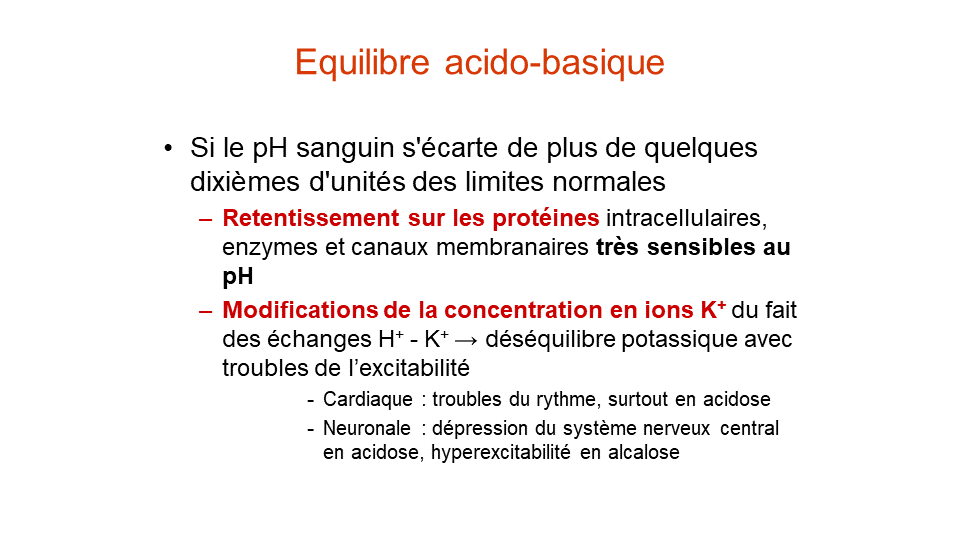 Equilibre acido-basique
• Si le pH sanguin s'écarte de plus de quelques
dixièmes d'unités des limites normales
– Retentissement sur les protéines intracellulaires,
enzymes et canaux membranaires très sensibles au
pH
– Modifications de la concentration en ions K⁺ du fait
des échanges H⁺ - K⁺ → déséquilibre potassique avec
troubles de l’excitabilité
- Cardiaque : troubles du rythme, surtout en acidose
- Neuronale : dépression du système nerveux central
en acidose, hyperexcitabilité en alcalose